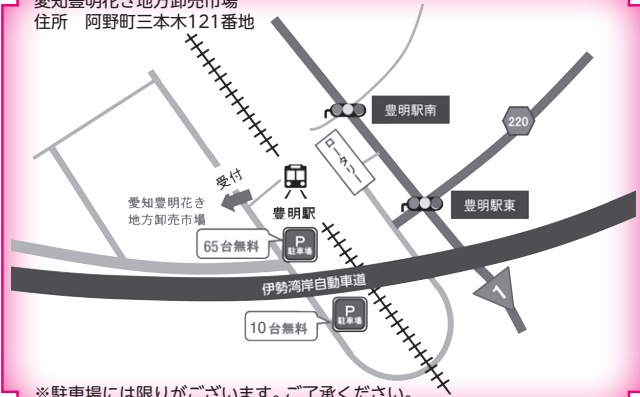 愛知豊明花き地方卸売市場
住所 阿野町三本木121番地
豊明駅南
220
ロータリー
受付
愛知豊明花き
地方卸売市場
豊明駅
豊明駅東
65台無料
P
駐車場
伊勢湾岸自動車道
1
10台無料
P
駐車場
※駐車場には限りがございます。ご了承ください。